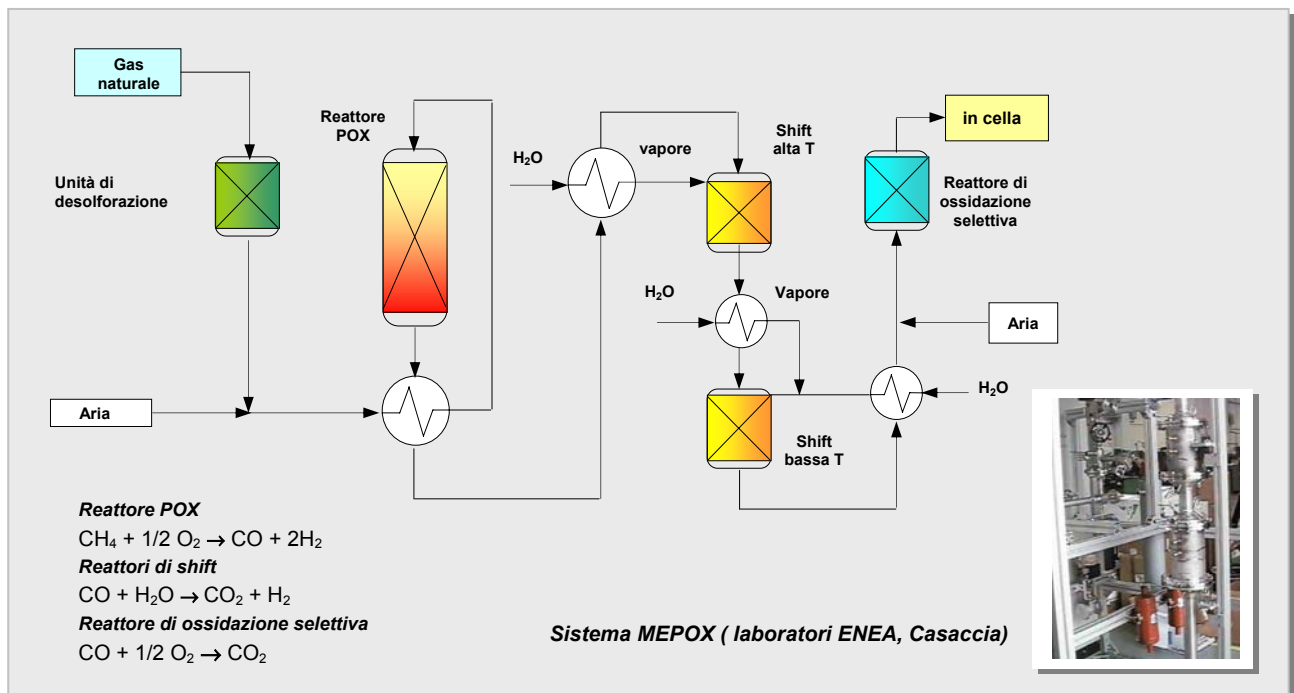 Gas
naturale
Reattore
POX
Unità di
desolforazione
Aria
H₂O
vapore
Shift
alta T
in cella
Reattore di
ossidazione
selettiva
H₂O
Vapore
Aria
H₂O
Shift
bassa T
Reattore POX
CH₄ + 1/2 O₂ → CO + 2H₂
Reattori di shift
CO + H₂O → CO₂ + H₂
Reattore di ossidazione selettiva
CO + 1/2 O₂ → CO₂
Sistema MEPOX ( laboratori ENEA, Casaccia)